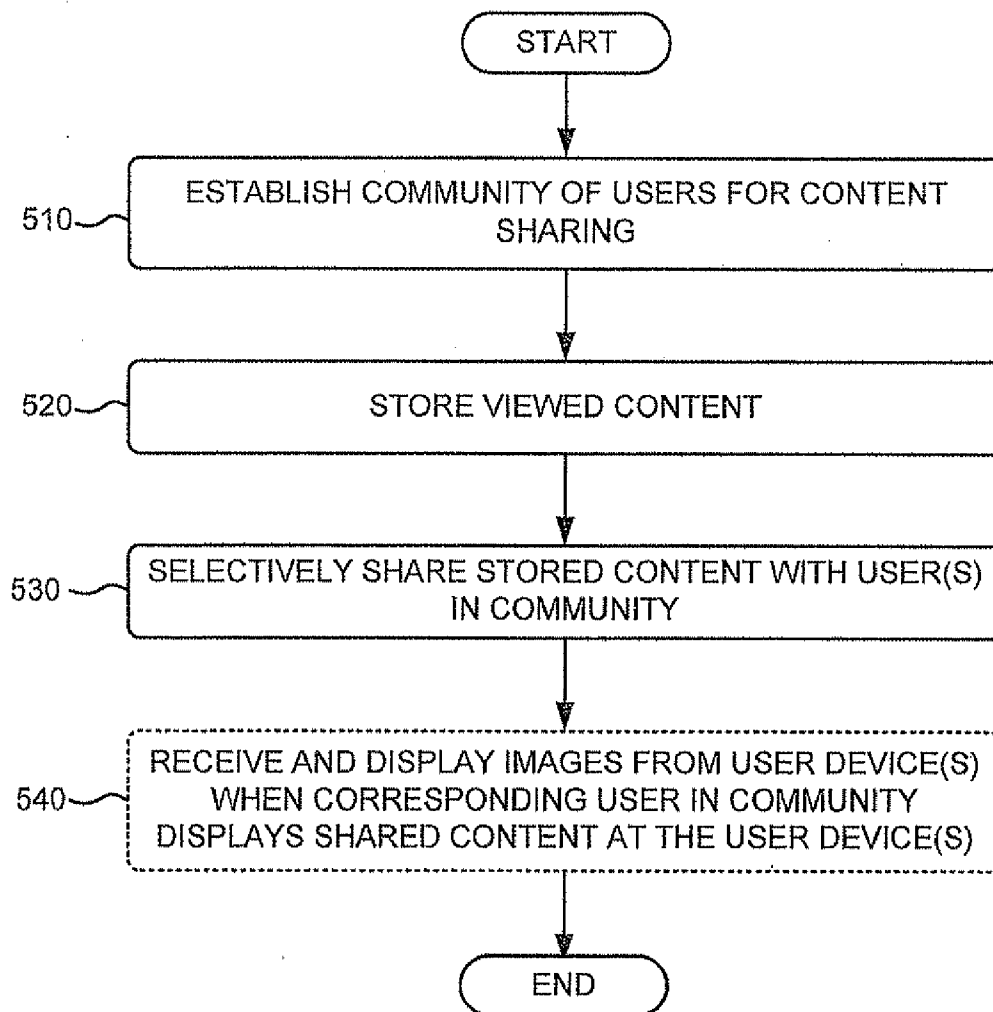 START
510
ESTABLISH COMMUNITY OF USERS FOR CONTENT
SHARING
520
STORE VIEWED CONTENT
530
SELECTIVELY SHARE STORED CONTENT WITH USER(S)
IN COMMUNITY
540
RECEIVE AND DISPLAY IMAGES FROM USER DEVICE(S)
WHEN CORRESPONDING USER IN COMMUNITY
DISPLAYS SHARED CONTENT AT THE USER DEVICE(S)
END